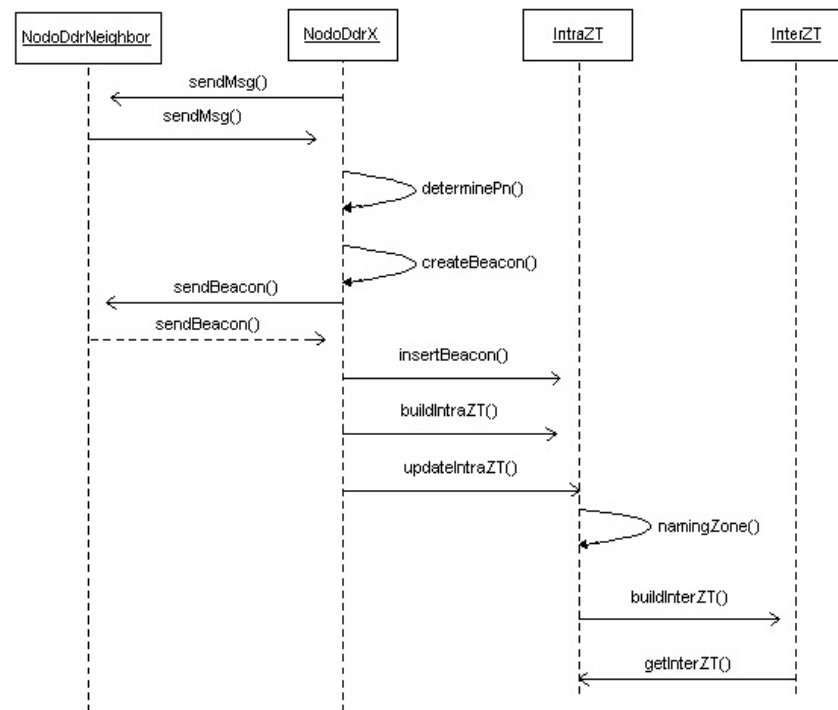 NodoDdrNeighbor
NodoDdrX
IntraZT
InterZT
sendMsg()
sendMsg()
determinePn()
createBeacon()
sendBeacon()
sendBeacon()
insertBeacon()
buildIntraZT()
updateIntraZT()
namingZone()
buildInterZT()
getInterZT()